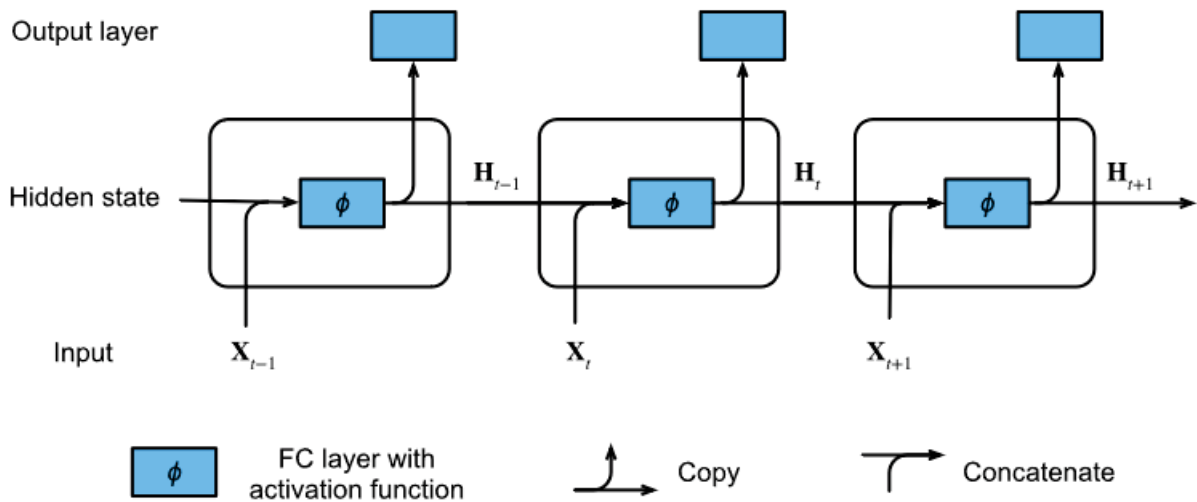 Output layer
Hidden state
H_{t-1}
H_t
H_{t+1}
ϕ
ϕ
ϕ
Input
X_{t-1}
X_t
X_{t+1}
ϕ
FC layer with
activation function
Copy
Concatenate